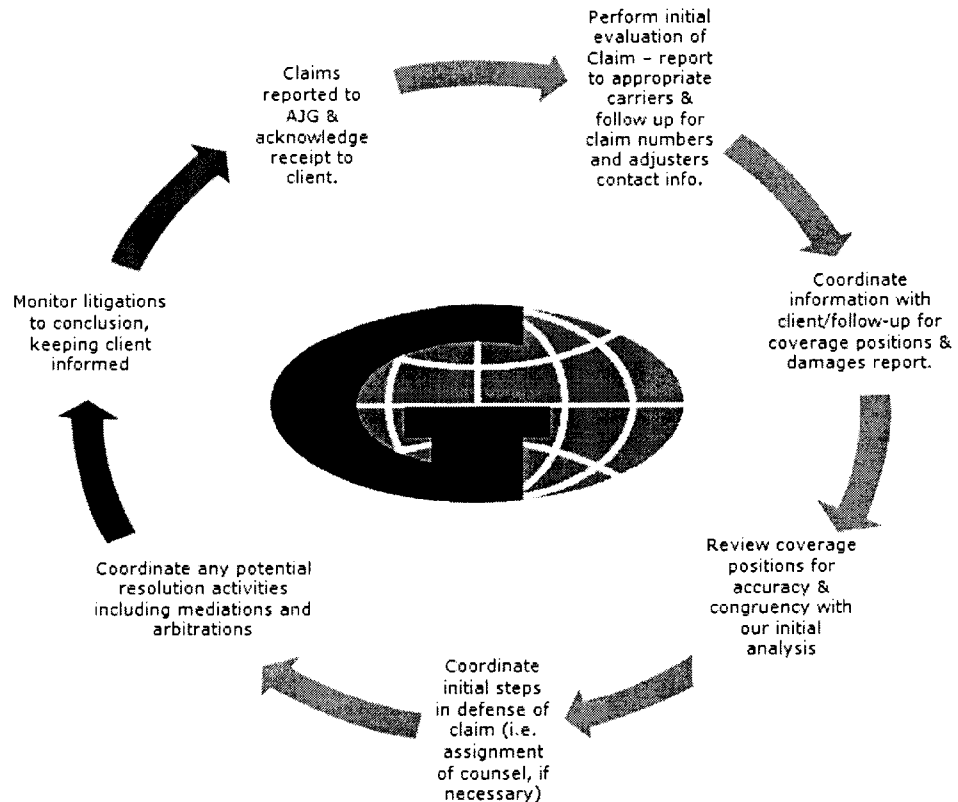 Claims
reported to
AJG &
acknowledge
receipt to
client.
Perform initial
evaluation of
Claim – report
to appropriate
carriers &
follow up for
claim numbers
and adjusters
contact info.
Coordinate
information with
client/follow-up for
coverage positions &
damages report.
Review coverage
positions for
accuracy &
congruency with
our initial
analysis
Coordinate
initial steps
in defense of
claim (i.e.
assignment
of counsel, if
necessary)
Coordinate any potential
resolution activities
including mediations and
arbitrations
Monitor litigations
to conclusion,
keeping client
informed